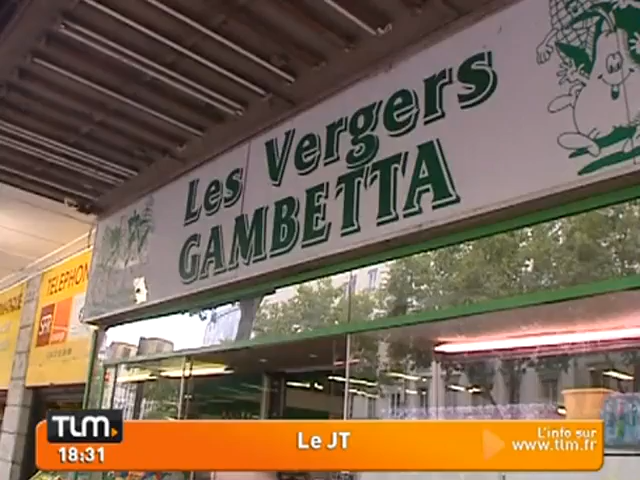 Les Vergers
GAMBETTA
TELEPHON
SFR
TLM
18:31
Le JT
L'info sur
www.tlm.fr